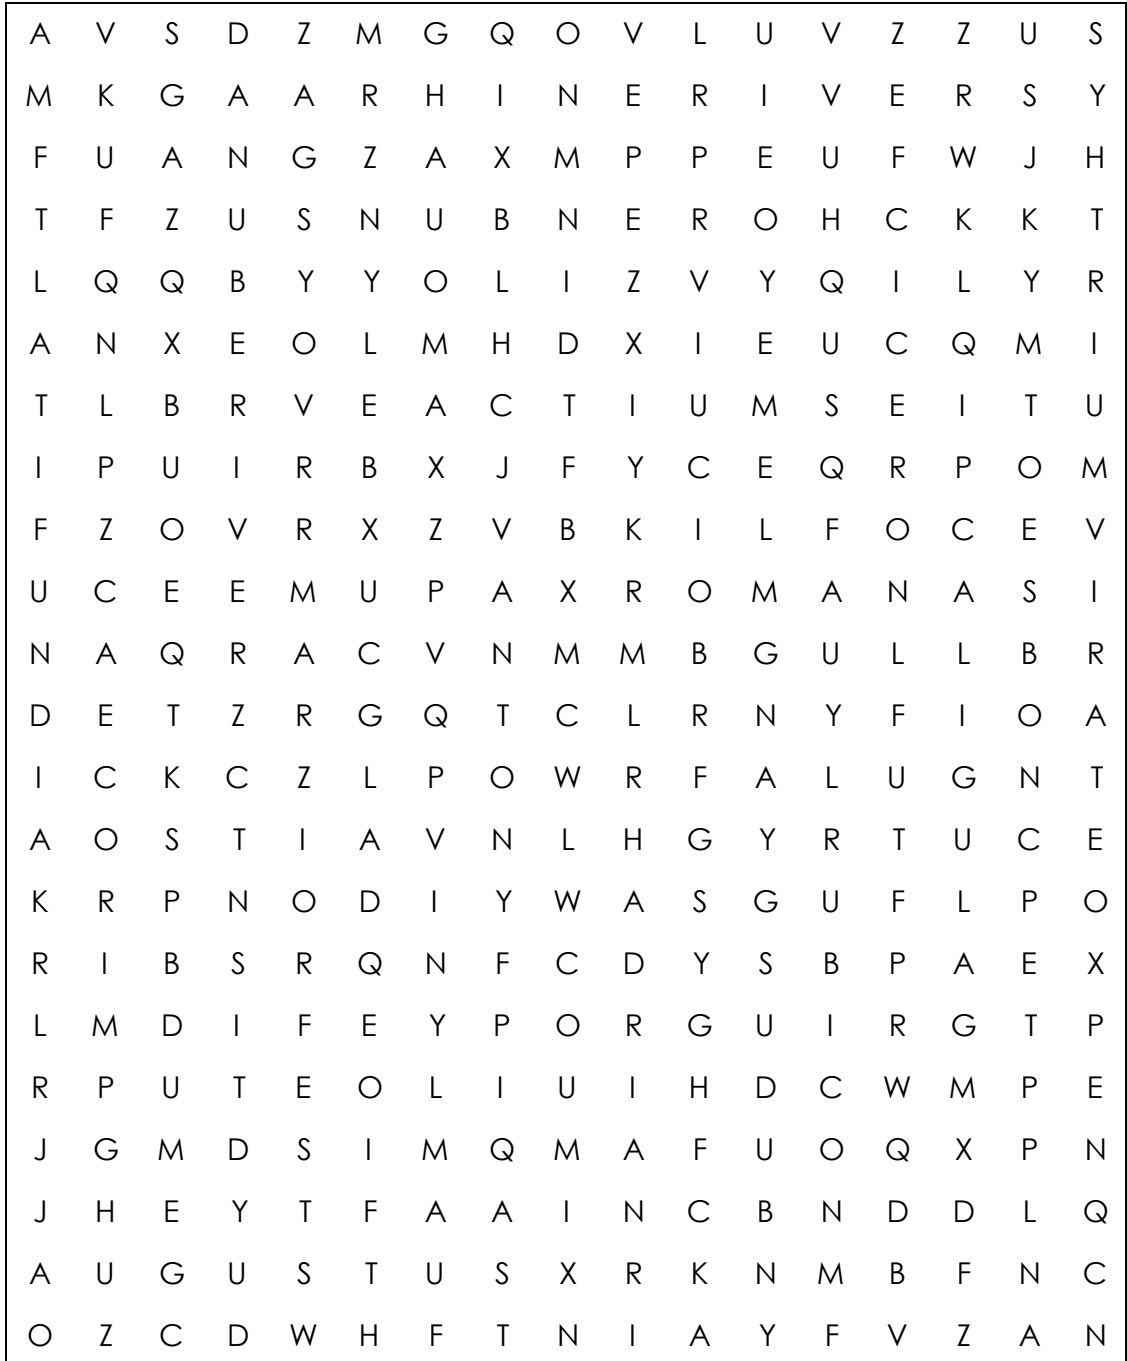 A V S D Z M G Q O V L U V Z Z U S
M K G A A R H I N E R I V E R S Y
F U A N G Z A X M P P E U F W J H
T F Z U S N U B N E R O H C K K T
L Q Q B Y Y O L I Z V Y Q I L Y R
A N X E O L M H D X I E U C Q M I
T L B R V E A C T I U M S E I T U
I P U I R B X J F Y C E Q R P O M
F Z O V R X Z V B K I L F O C E V
U C E E M U P A X R O M A N A S I
N A Q R A C V N M M B G U L L B R
D E T Z R G Q T C L R N Y F I O A
I C K C Z L P O W R F A L U G N T
A O S T I A V N L H G Y R T U C E
K R P N O D I Y W A S G U F L P O
R I B S R Q N F C D Y S B P A E X
L M D I F E Y P O R G U I R G T P
R P U T E O L I U I H D C W M P E
J G M D S I M Q M A F U O Q X P N
J H E Y T F A A I N C B N D D L Q
A U G U S T U S X R K N M B F N C
O Z C D W H F T N I A Y F V Z A N